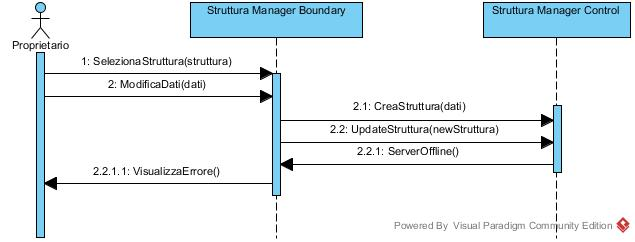 Struttura Manager Boundary
Struttura Manager Control
Proprietario
1: SelezionaStruttura(struttura)
2: ModificaDati(dati)
2.1: CreaStruttura(dati)
2.2: UpdateStruttura(newStruttura)
2.2.1: ServerOffline()
2.2.1.1: VisualizzaErrore()
Powered By Visual Paradigm Community Edition